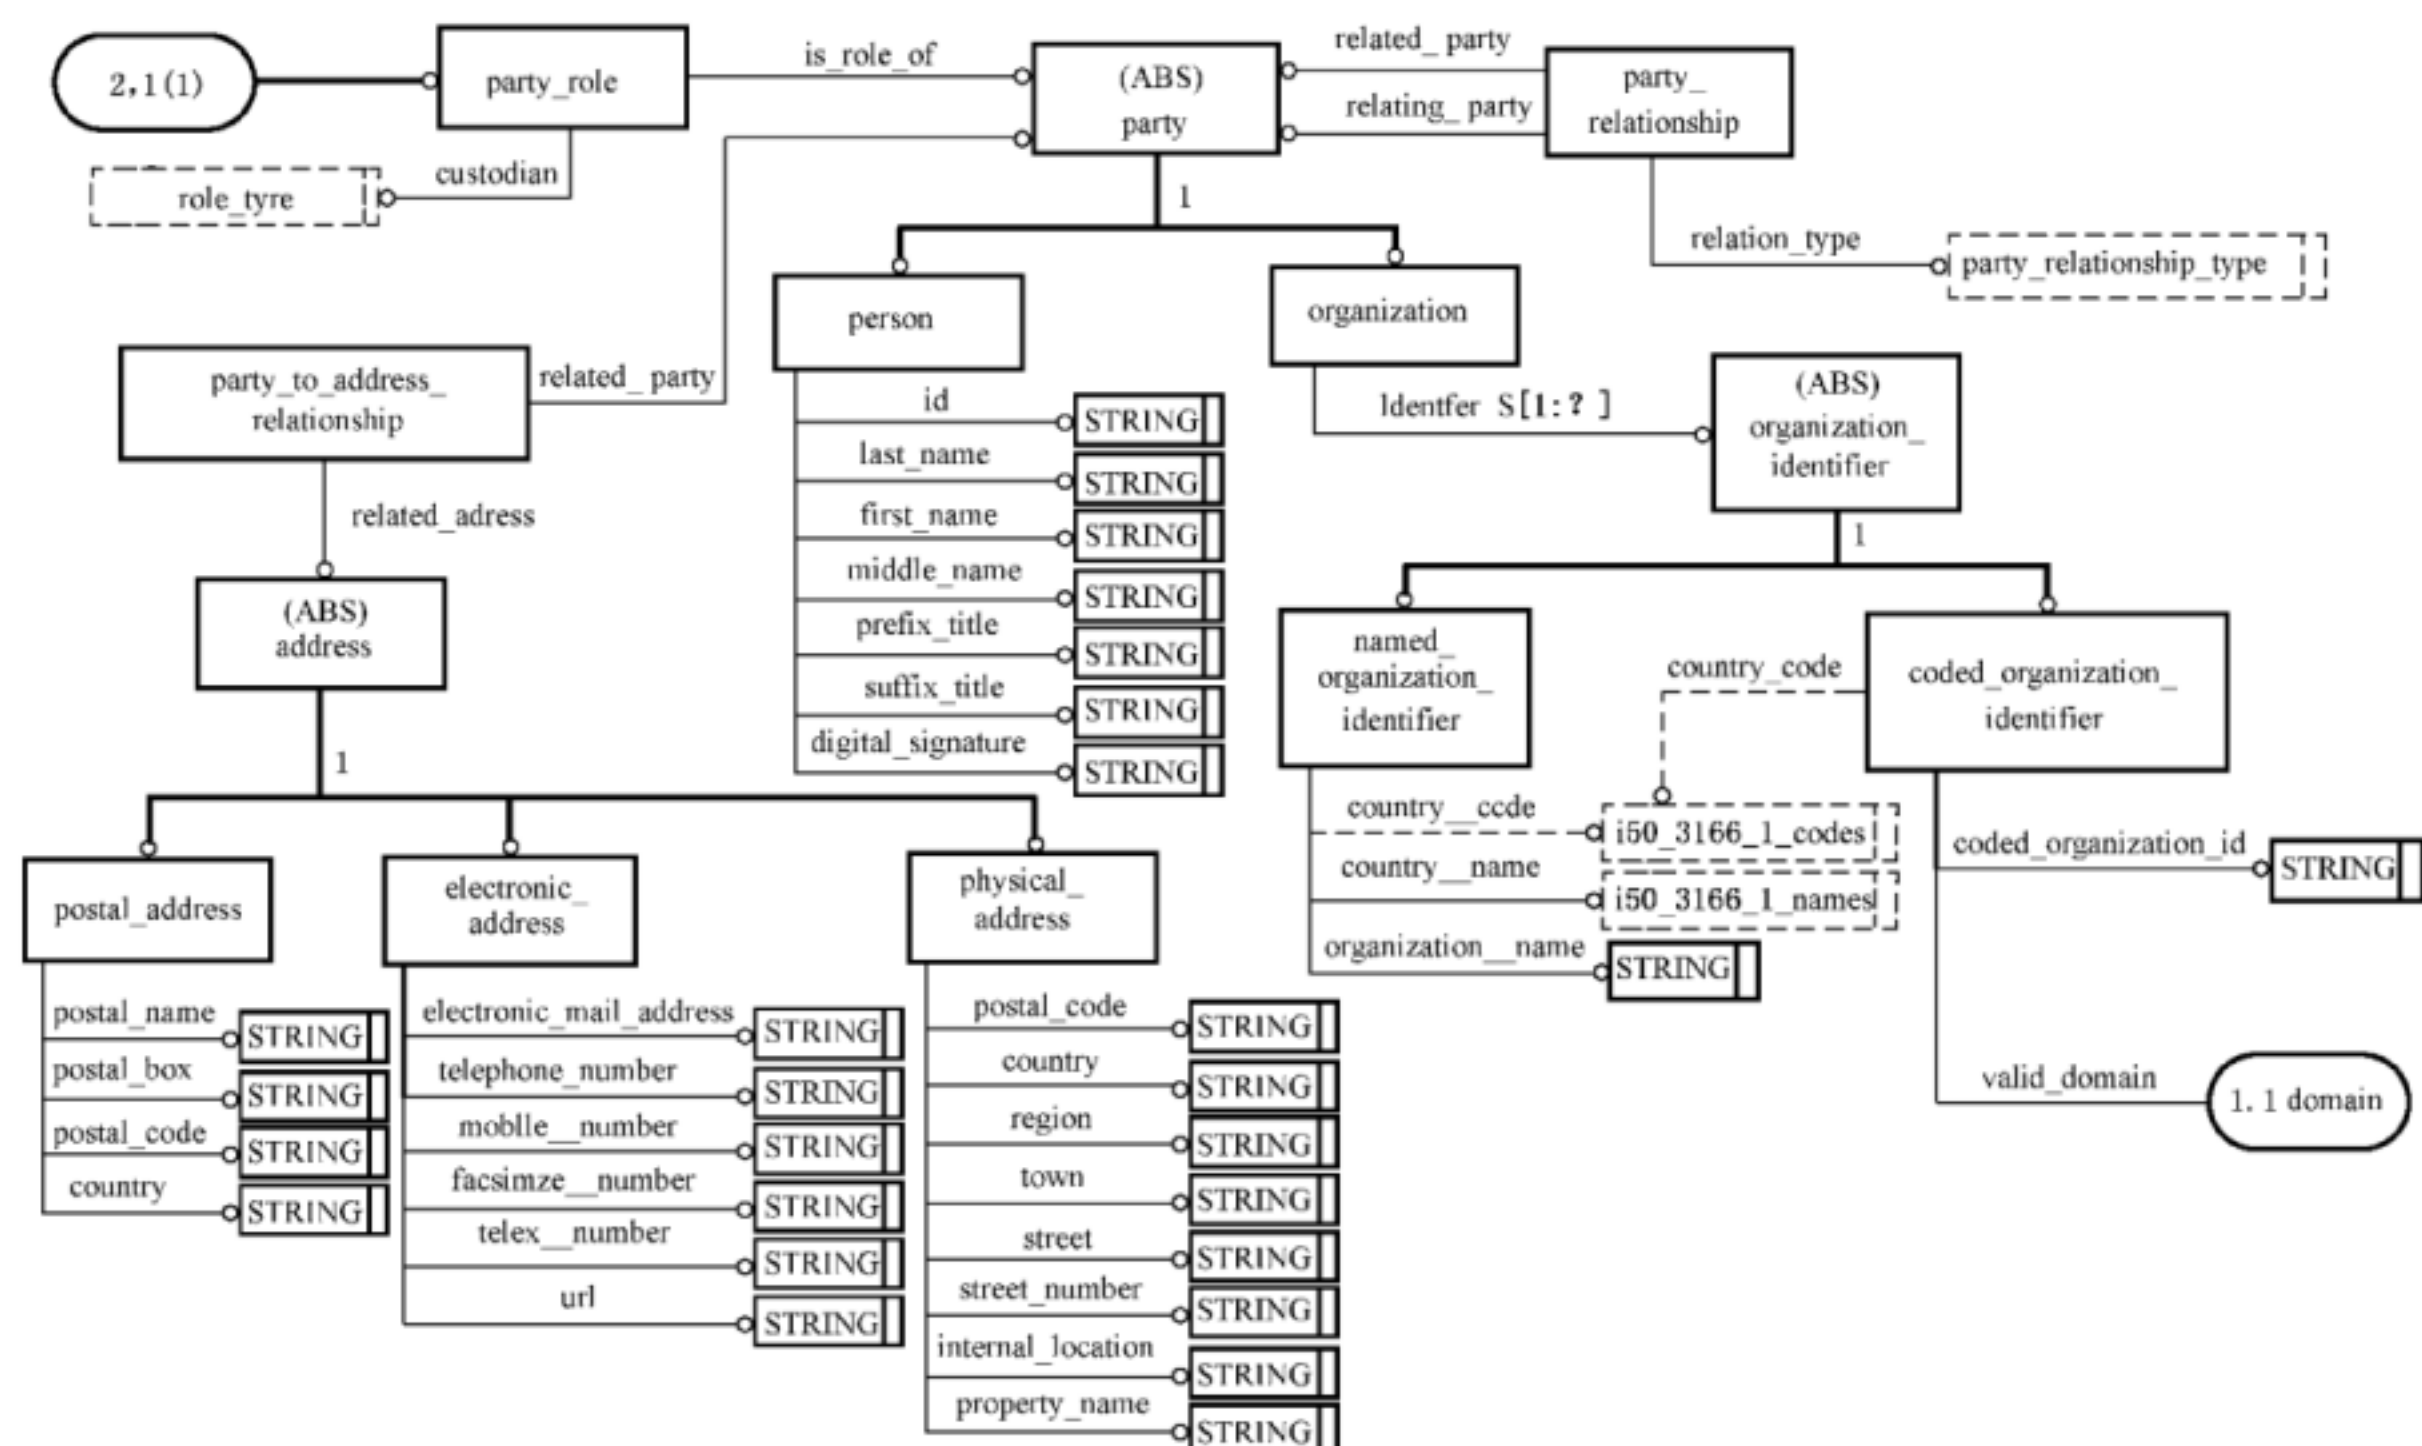 2,1(1)
party_role
is_role_of
(ABS)
party
related_ party
relating_ party
party_
relationship
role_tyre
custodian
1
relation_type
party_relationship_type
person
organization
party_to_address_
relationship
related_ party
id
STRING
last_name
STRING
first_name
STRING
middle_name
STRING
prefix_title
STRING
suffix_title
STRING
digital_signature
STRING
Identfer S[1:? ]
(ABS)
organization_
identifier
1
related_adress
(ABS)
address
1
named_
organization_
identifier
country_code
coded_organization_
identifier
country__ccde
i50_3166_1_codes
country__name
i50_3166_1_names
organization__name
STRING
coded_organization_id
STRING
valid_domain
1. 1 domain
postal_address
electronic_
address
physical_
address
postal_name
STRING
postal_box
STRING
postal_code
STRING
country
STRING
electronic_mail_address
STRING
telephone_number
STRING
moblle__number
STRING
facsimze__number
STRING
telex__number
STRING
url
STRING
postal_code
STRING
country
STRING
region
STRING
town
STRING
street
STRING
street_number
STRING
internal_location
STRING
property_name
STRING